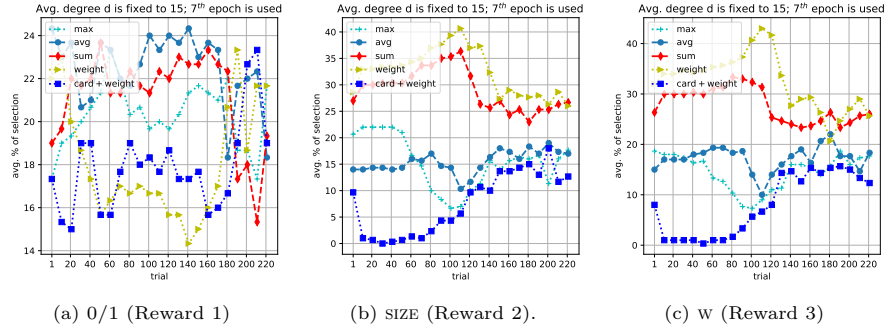 Avg. degree d is fixed to 15; 7th epoch is used
24
22
20
18
16
14
avg. % of selection
max
avg
sum
weight
card + weight
1 20 40 60 80 100 120 140 160 180 200 220
trial
(a) 0/1 (Reward 1)
Avg. degree d is fixed to 15; 7th epoch is used
40
35
30
25
20
15
10
5
0
avg. % of selection
max
avg
sum
weight
card + weight
1 20 40 60 80 100 120 140 160 180 200 220
trial
(b) SIZE (Reward 2).
Avg. degree d is fixed to 15; 7th epoch is used
40
30
20
10
0
avg. % of selection
max
avg
sum
weight
card + weight
1 20 40 60 80 100 120 140 160 180 200 220
trial
(c) W (Reward 3)